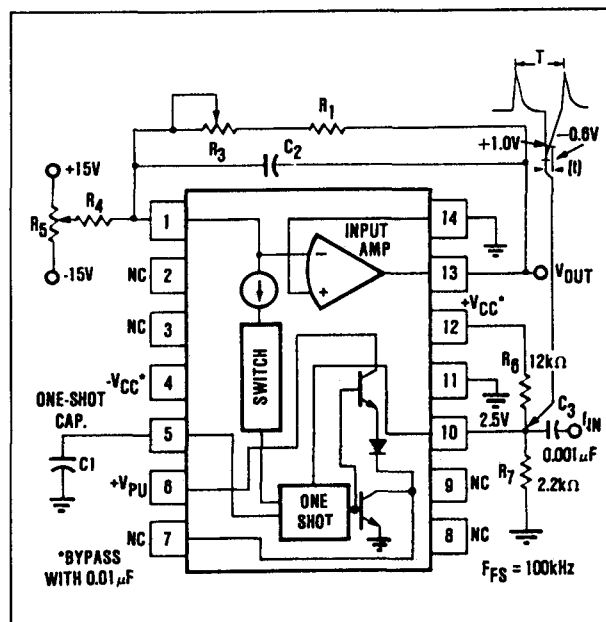 T
R1
R3
C2
+1.0V
-0.6V
(t)
+15V
R4
R5
-15V
1
14
INPUT
AMP
-
+
2
NC
13
VOUT
+VCC*
3
NC
12
SWITCH
R6
12kΩ
-VCC*
4
11
ONE-SHOT
CAP.
5
2.5V
10
C3
fIN
0.001µF
C1
+VPU
6
9
NC
R7
2.2kΩ
ONE
SHOT
NC
7
8
NC
*BYPASS
WITH 0.01µF
FFS = 100kHz